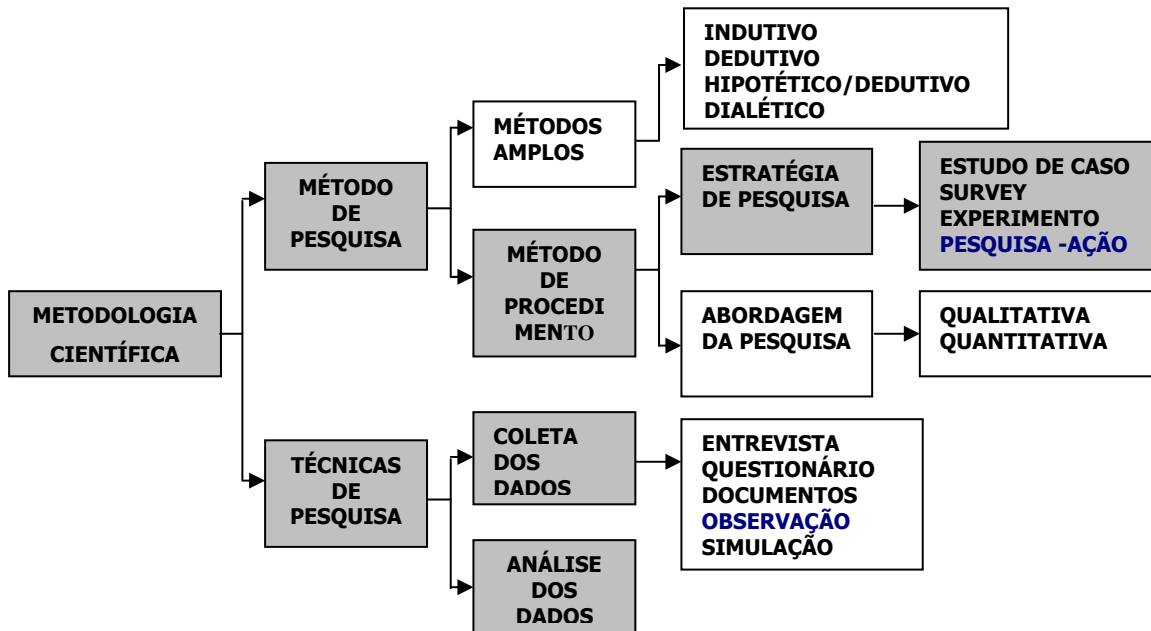 METODOLOGIA
CIENTÍFICA
MÉTODO
DE
PESQUISA
MÉTODOS
AMPLOS
INDUTIVO
DEDUTIVO
HIPOTÉTICO/DEDUTIVO
DIALÉTICO
MÉTODO
DE
PROCEDI
MENTO
ESTRATÉGIA
DE PESQUISA
ESTUDO DE CASO
SURVEY
EXPERIMENTO
PESQUISA -AÇÃO
ABORDAGEM
DA PESQUISA
QUALITATIVA
QUANTITATIVA
TÉCNICAS
DE
PESQUISA
COLETA
DOS
DADOS
ENTREVISTA
QUESTIONÁRIO
DOCUMENTOS
OBSERVAÇÃO
SIMULAÇÃO
ANÁLISE
DOS
DADOS